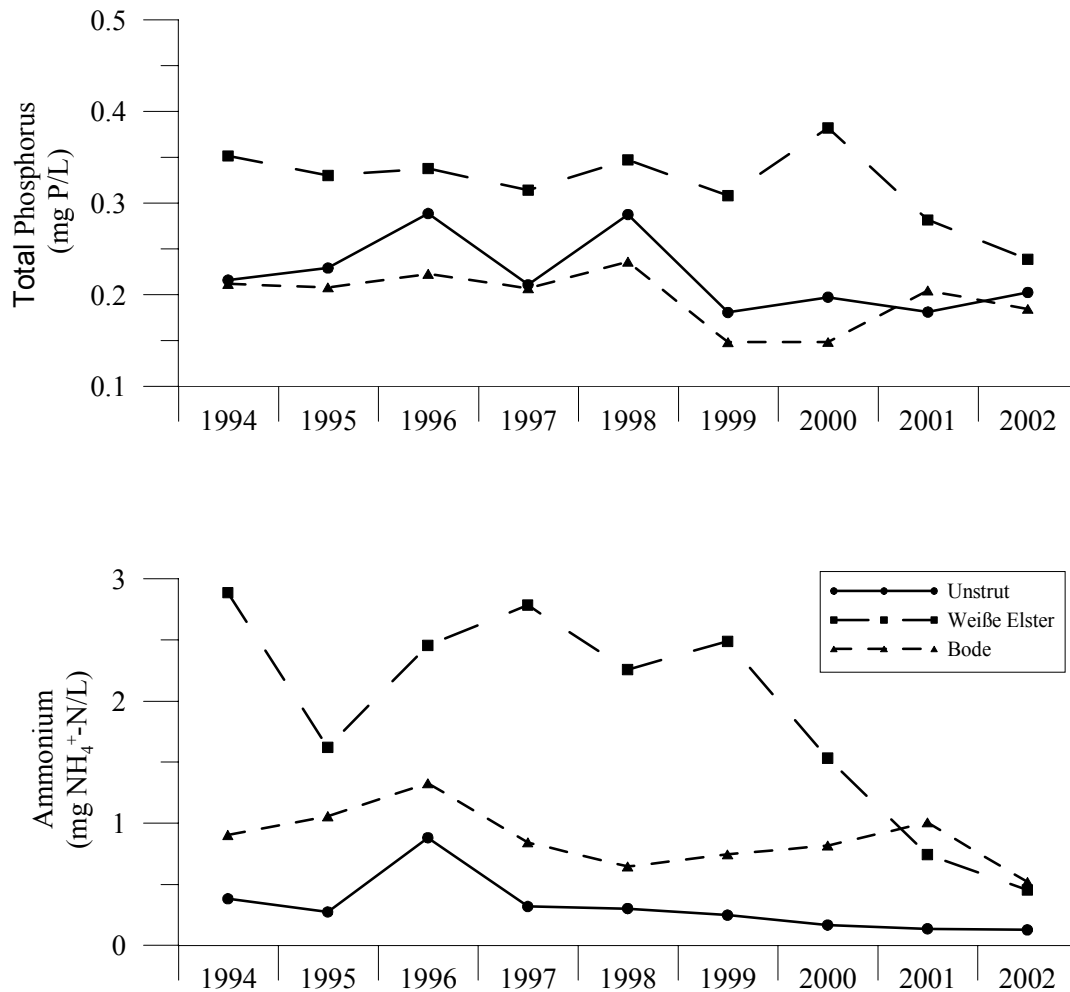 0.5
0.4
0.3
0.2
0.1
Total Phosphorus
(mg P/L)
1994 1995 1996 1997 1998 1999 2000 2001 2002
3
2
1
0
Ammonium
(mg NH₄⁺-N/L)
Unstrut
Weiße Elster
Bode
1994 1995 1996 1997 1998 1999 2000 2001 2002